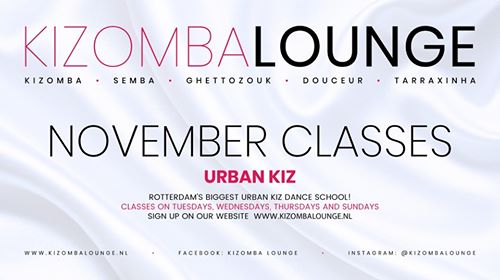 KIZOMBALOUNGE
KIZOMBA • SEMBA • GHETTOZOUK • DOUCEUR • TARRAXINHA
NOVEMBER CLASSES
URBAN KIZ
ROTTERDAM'S BIGGEST URBAN KIZ DANCE SCHOOL!
CLASSES ON TUESDAYS, WEDNESDAYS, THURSDAYS AND SUNDAYS
SIGN UP ON OUR WEBSITE WWW.KIZOMBALOUNGE.NL
WWW.KIZOMBALOUNGE.NL • FACEBOOK: KIZOMBA LOUNGE • INSTAGRAM: @KIZOMBALOUNGE